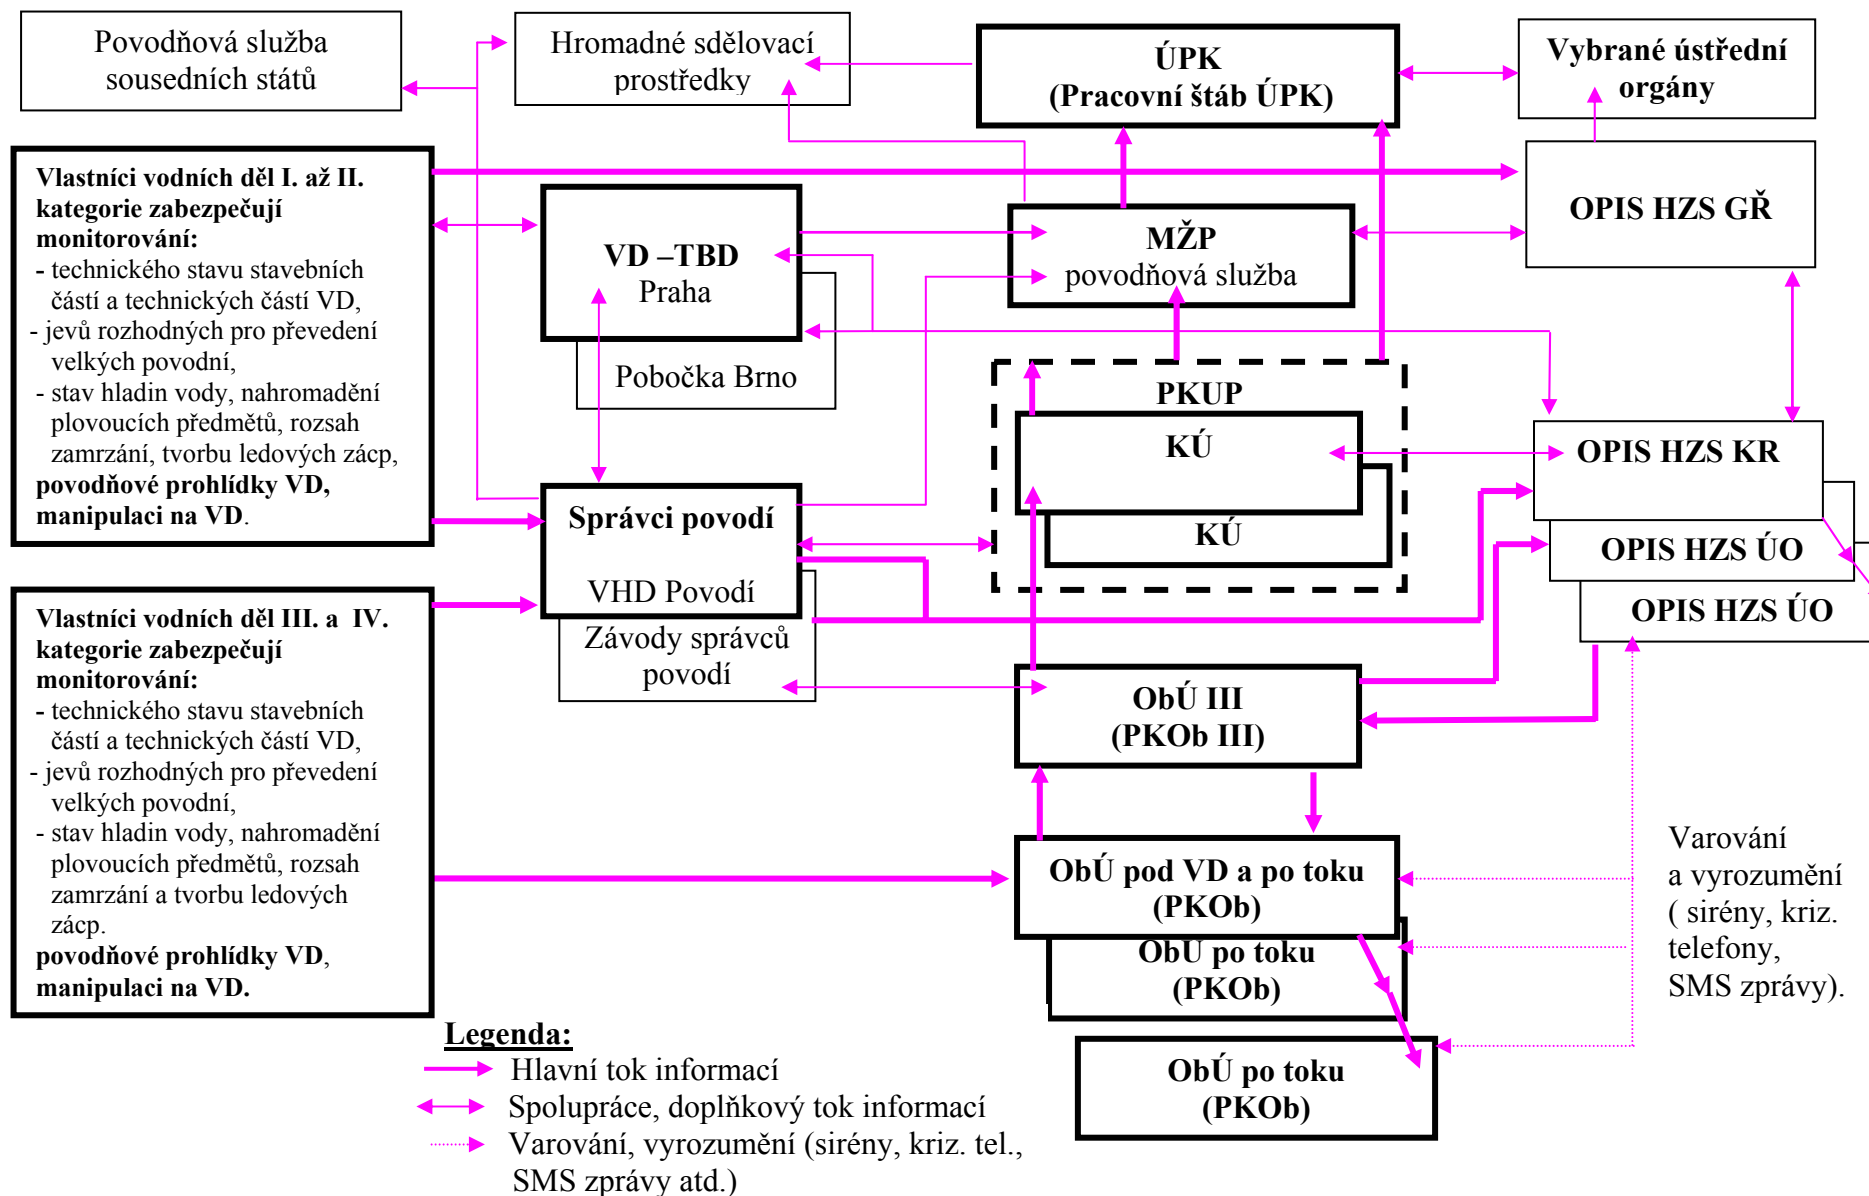 Povodňová služba
sousedních států
Hromadné sdělovací
prostředky
ÚPK
(Pracovní štáb ÚPK)
Vybrané ústřední
orgány
Vlastníci vodních děl I. až II.
kategorie zabezpečují
monitorování:
- technického stavu stavebních
částí a technických částí VD,
- jevů rozhodných pro převedení
velkých povodní,
- stav hladin vody, nahromadění
plovoucích předmětů, rozsah
zamrzání, tvorbu ledových zácp,
povodňové prohlídky VD,
manipulaci na VD.
VD –TBD
Praha
Pobočka Brno
MŽP
povodňová služba
OPIS HZS GŘ
PKUP
KÚ
KÚ
OPIS HZS KR
OPIS HZS ÚO
OPIS HZS ÚO
Správci povodí
VHD Povodí
Závody správců
povodí
Vlastníci vodních děl III. a  IV.
kategorie zabezpečují
monitorování:
- technického stavu stavebních
částí a technických částí VD,
- jevů rozhodných pro převedení
velkých povodní,
- stav hladin vody, nahromadění
plovoucích předmětů, rozsah
zamrzání a tvorbu ledových
zácp.
povodňové prohlídky VD,
manipulaci na VD.
ObÚ III
(PKOb III)
ObÚ pod VD a po toku
(PKOb)
ObÚ po toku
(PKOb)
ObÚ po toku
(PKOb)
Varování
a vyrozumění
( sirény, kriz.
telefony,
SMS zprávy).
Legenda:
Hlavní tok informací
Spolupráce, doplňkový tok informací
Varování, vyrozumění (sirény, kriz. tel.,
SMS zprávy atd.)